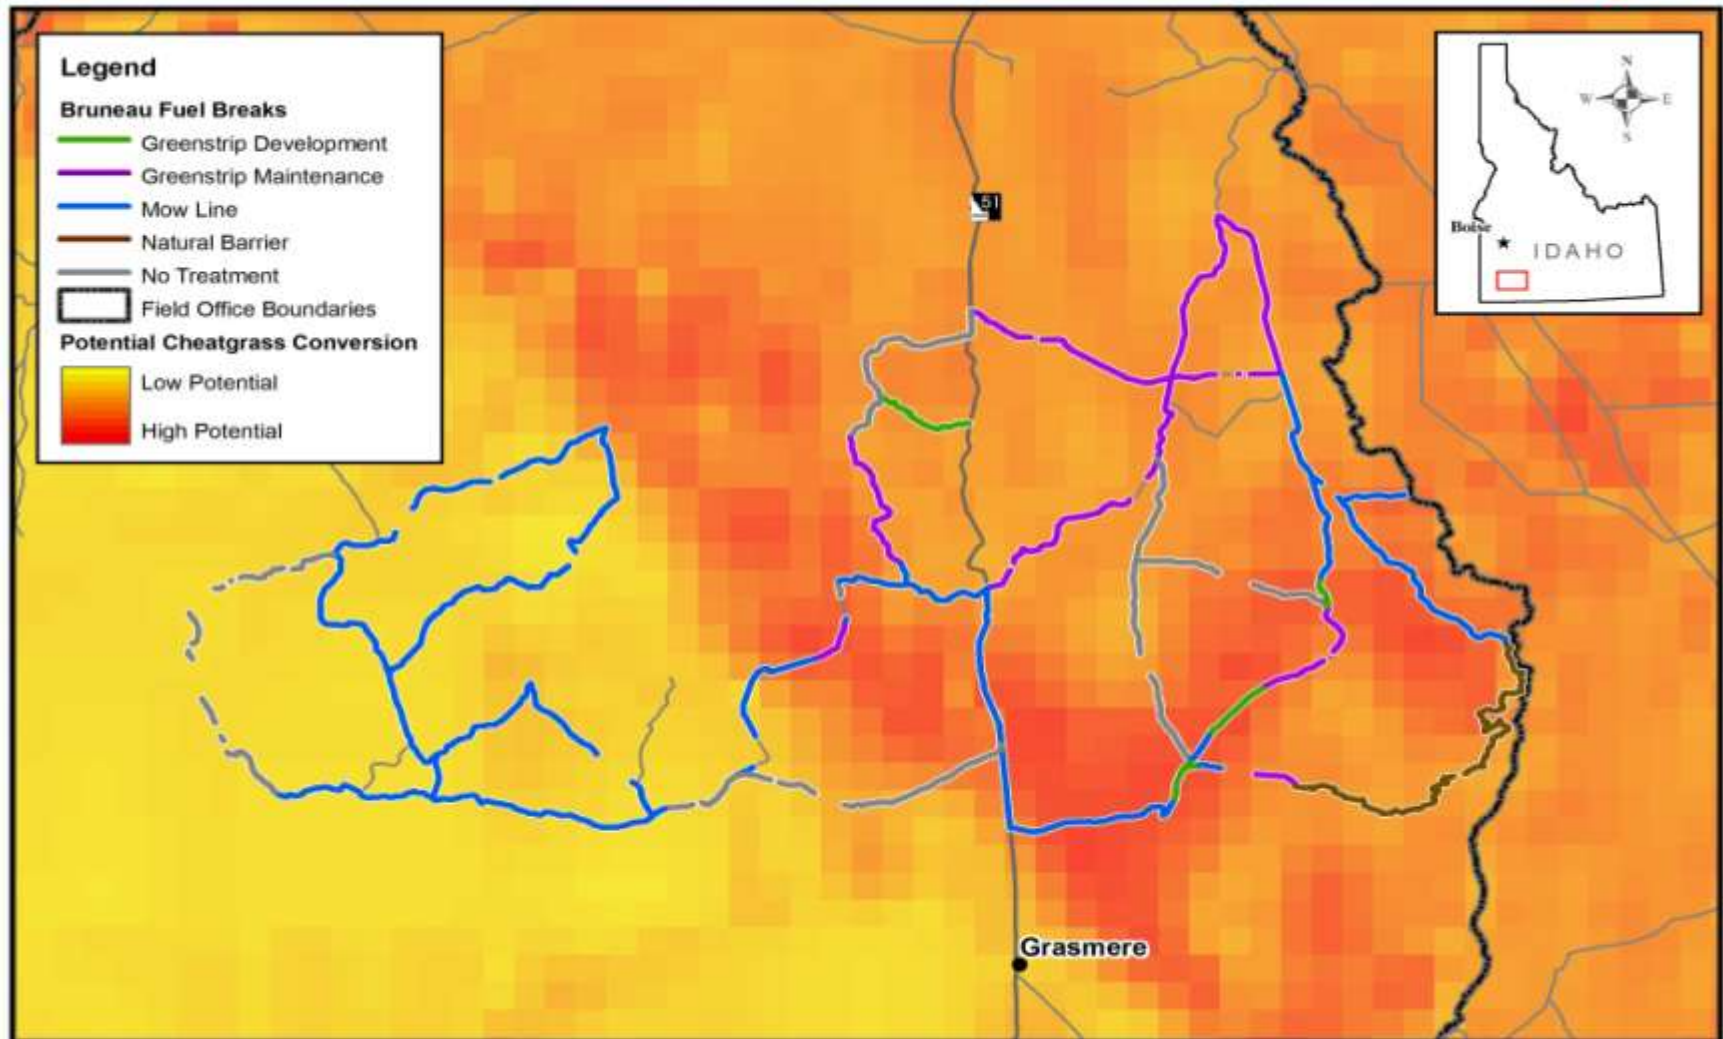 Legend
Bruneau Fuel Breaks
Greenstrip Development
Greenstrip Maintenance
Mow Line
Natural Barrier
No Treatment
Field Office Boundaries
Potential Cheatgrass Conversion
Low Potential
High Potential
51
N
W E
S
Boise
IDAHO
Grasmere